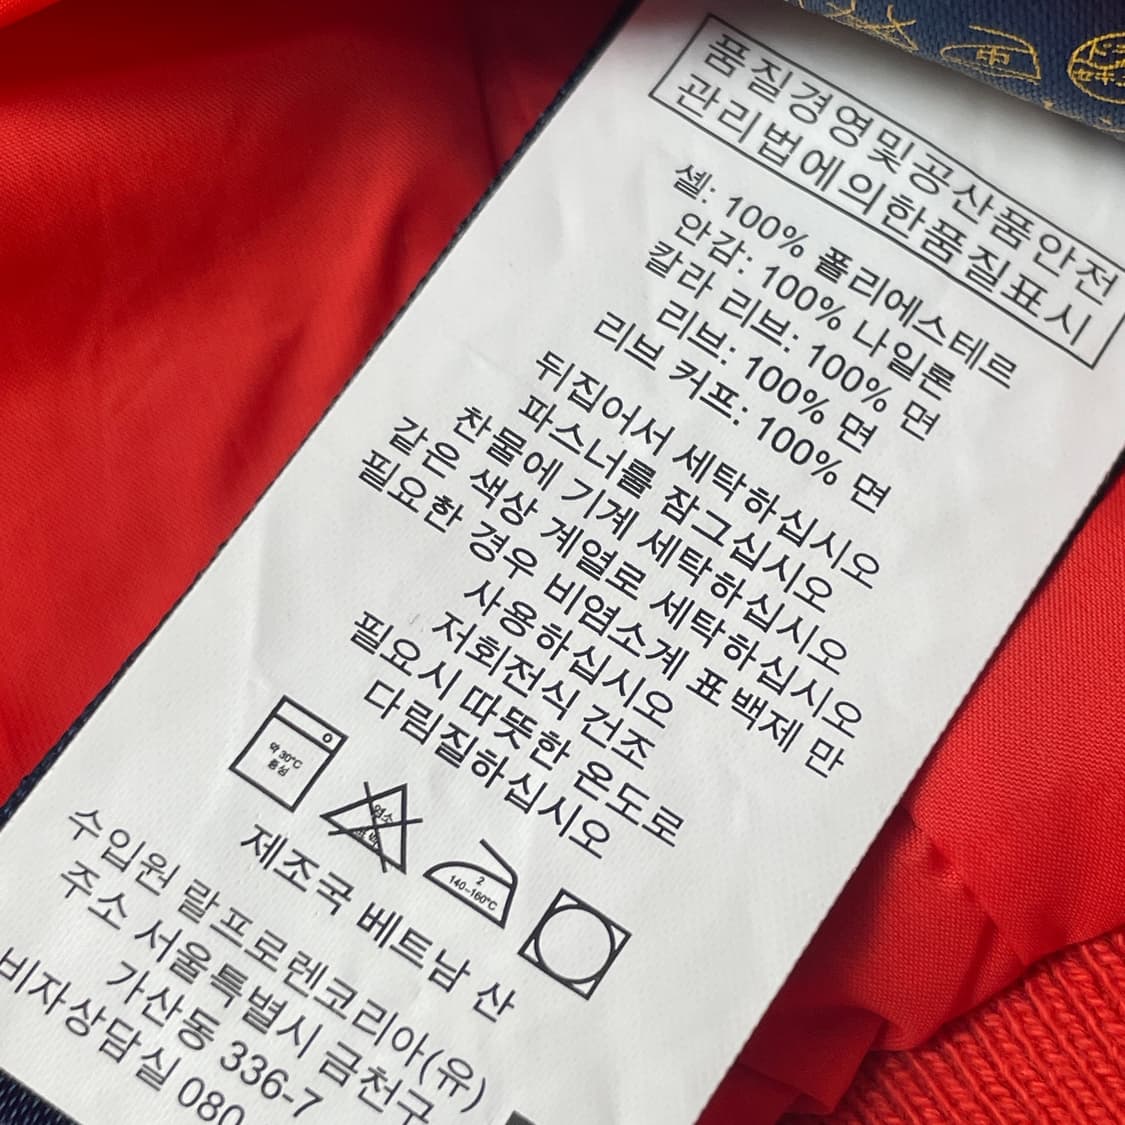 품질경영및공산품안전
관리법에의한품질표시
셸: 100% 폴리에스테르
안감: 100% 나일론
칼라 리브: 100% 면
리브: 100% 면
리브 커프: 100% 면
뒤집어서 세탁하십시오
파스너를 잠그십시오
찬물에 기계 세탁하십시오
같은 색상 계열로 세탁하십시오
필요한 경우 비염소계 표백제 만
사용하십시오
저회전식 건조
필요시 따뜻한 온도로
다림질하십시오
약 30°C
중성
염소
표백
2
140~160°C
제조국 베트남 산
수입원 랄프로렌코리아(유)
주소 서울특별시 금천구
가산동 336-7
비자상담실 080